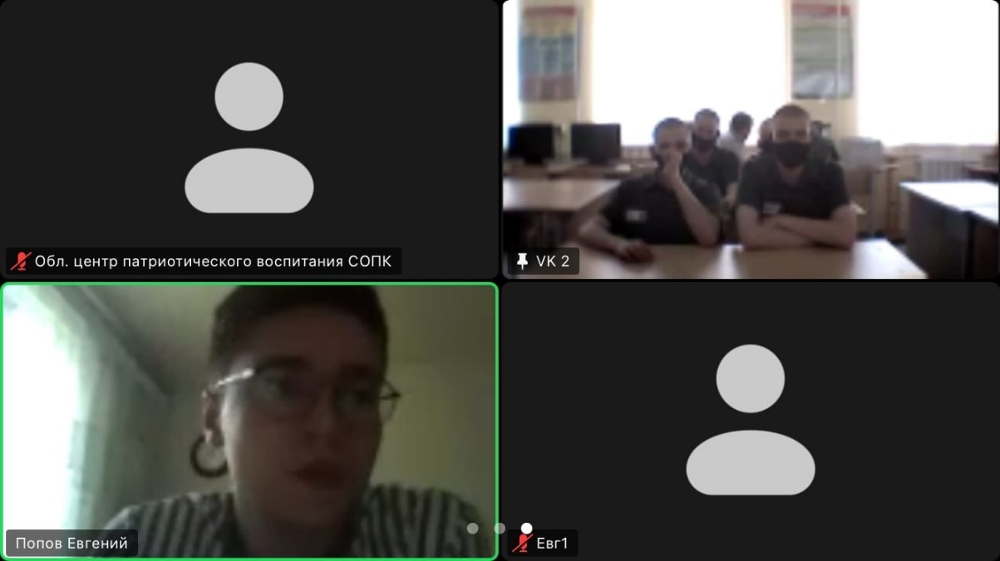 Обл. центр патриотического воспитания СОПК
VK 2
Попов Евгений
Евг1